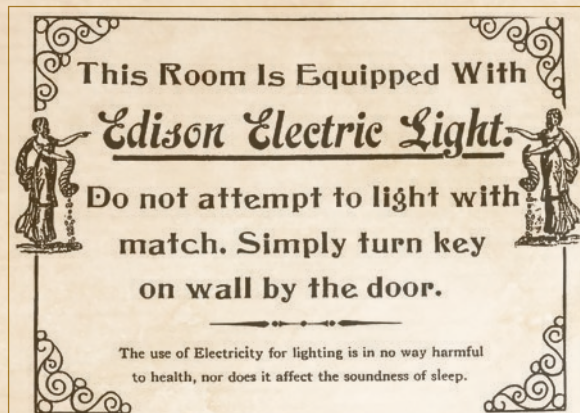 This Room Is Equipped With
Edison Electric Light.
Do not attempt to light with
match. Simply turn key
on wall by the door.
The use of Electricity for lighting is in no way harmful
to health, nor does it affect the soundness of sleep.